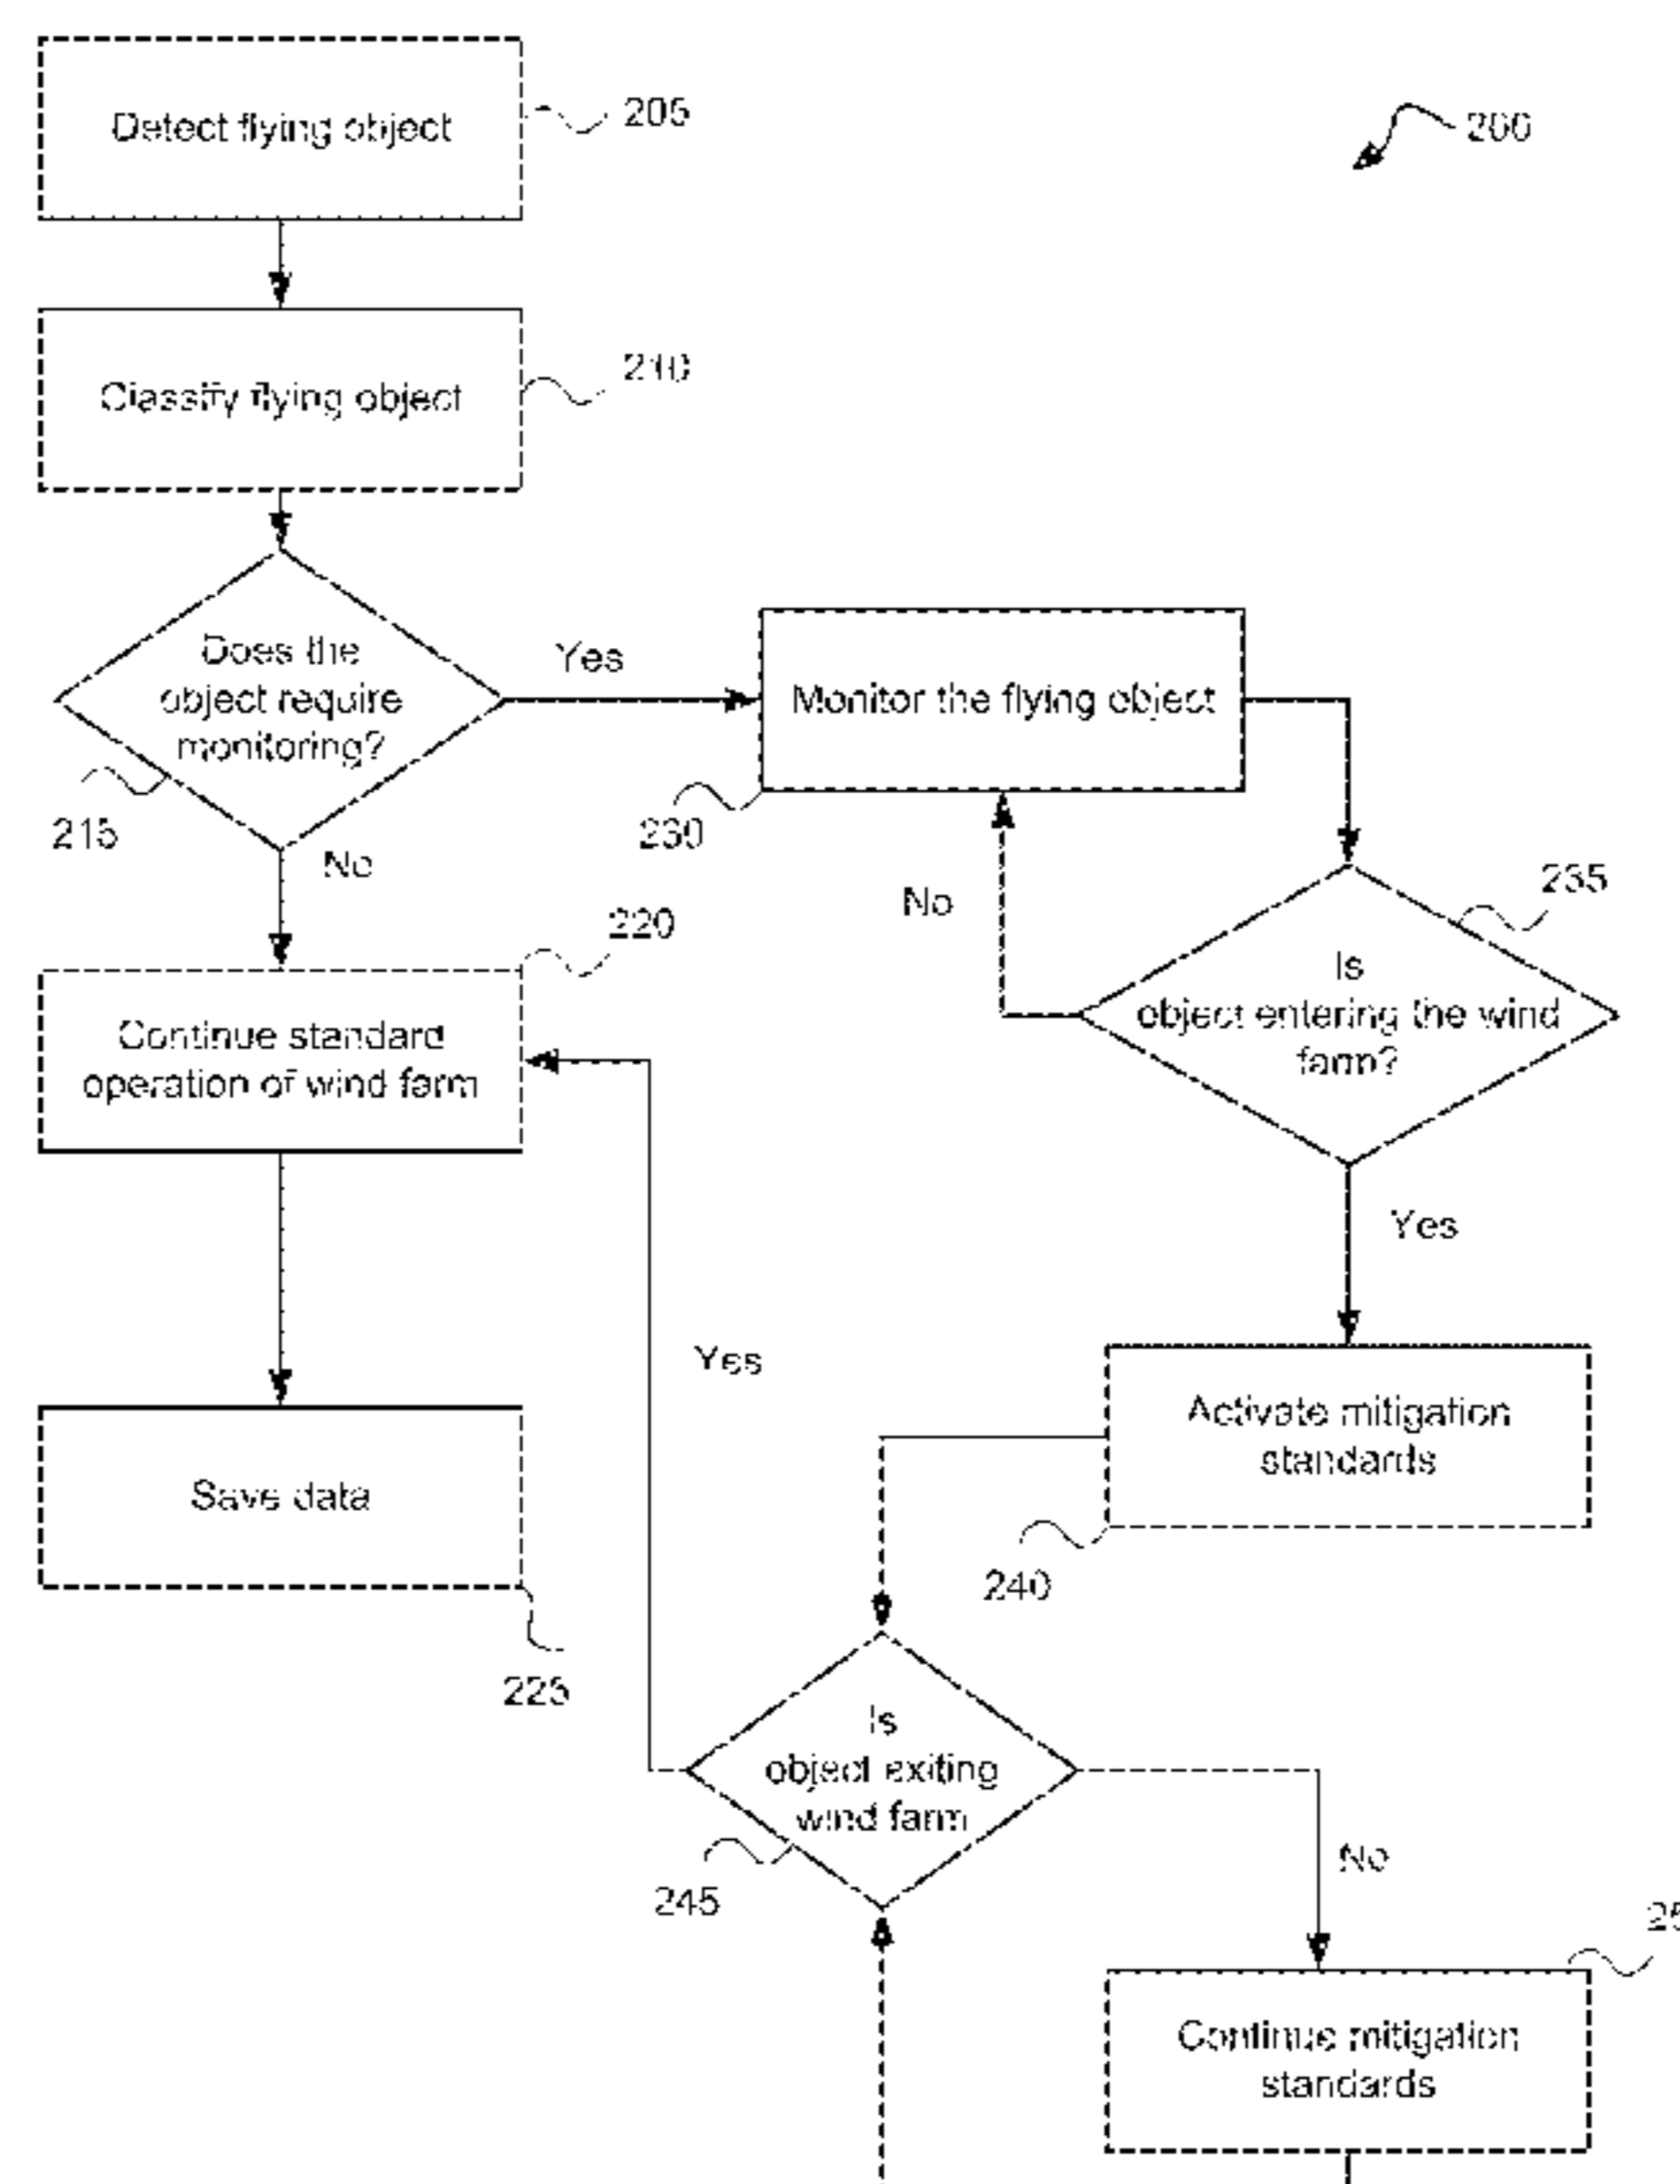 Detect flying object
205
200
Classify flying object
210
Does the
object require
monitoring?
215
Yes
No
Monitor the flying object
230
No
235
Is
object entering the wind
farm?
Yes
220
Continue standard
operation of wind farm
Yes
Activate mitigation
standards
240
Save data
225
Is
object exiting
wind farm
245
No
25
Continue mitigation
standards